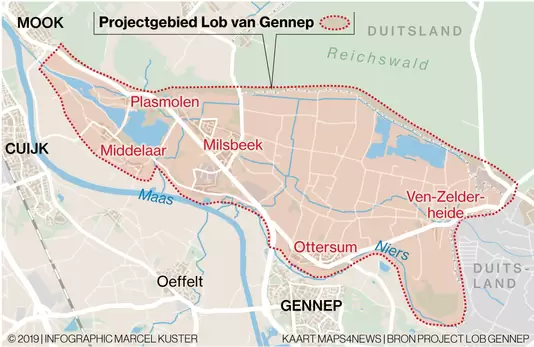 Projectgebied Lob van Gennep
MOOK
DUITSLAND
Reichswald
Plasmolen
CUIJK
Middelaar
Milsbeek
Maas
Ven-Zelder-
heide
Ottersum
Niers
DUITS-
LAND
Oeffelt
GENNEP
© 2019 | INFOGRAPHIC MARCEL KUSTER
KAART MAPS4NEWS | BRON PROJECT LOB GENNEP